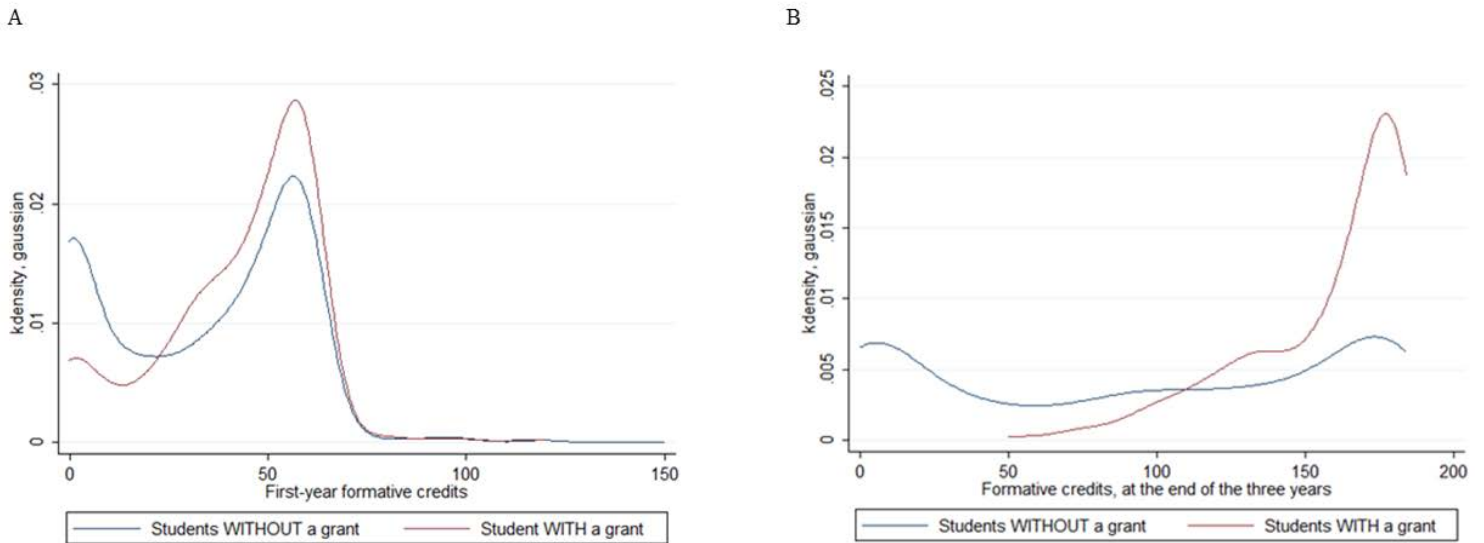 A
B
kdensity, gaussian
.03
.02
.01
0
0 50 100 150
First-year formative credits
Students WITHOUT a grant Student WITH a grant
kdensity, gaussian
.025
.02
.015
.01
.005
0
0 50 100 150 200
Formative credits, at the end of the three years
Students WITHOUT a grant Students WITH a grant